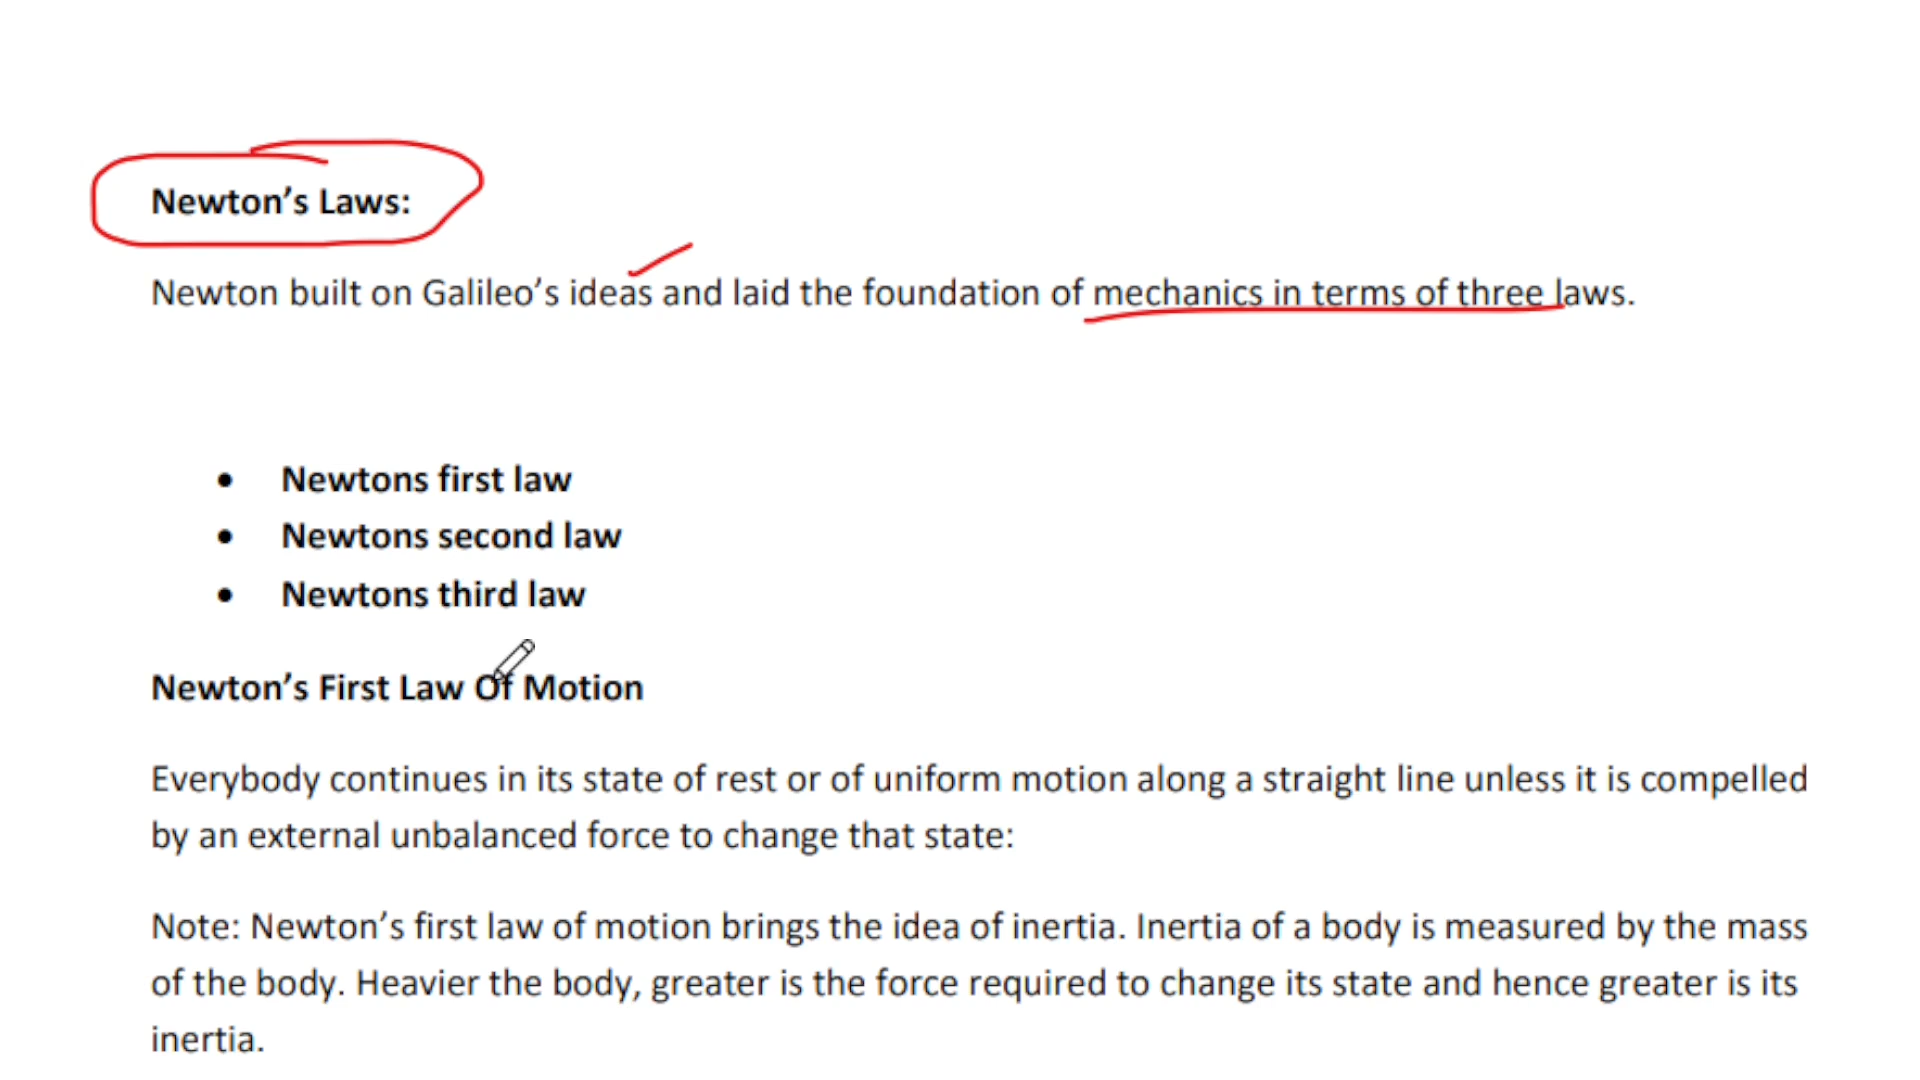 Newton’s Laws:
Newton built on Galileo’s ideas and laid the foundation of mechanics in terms of three laws.
• Newtons first law
• Newtons second law
• Newtons third law
Newton’s First Law Of Motion
Everybody continues in its state of rest or of uniform motion along a straight line unless it is compelled
by an external unbalanced force to change that state:
Note: Newton’s first law of motion brings the idea of inertia. Inertia of a body is measured by the mass
of the body. Heavier the body, greater is the force required to change its state and hence greater is its
inertia.